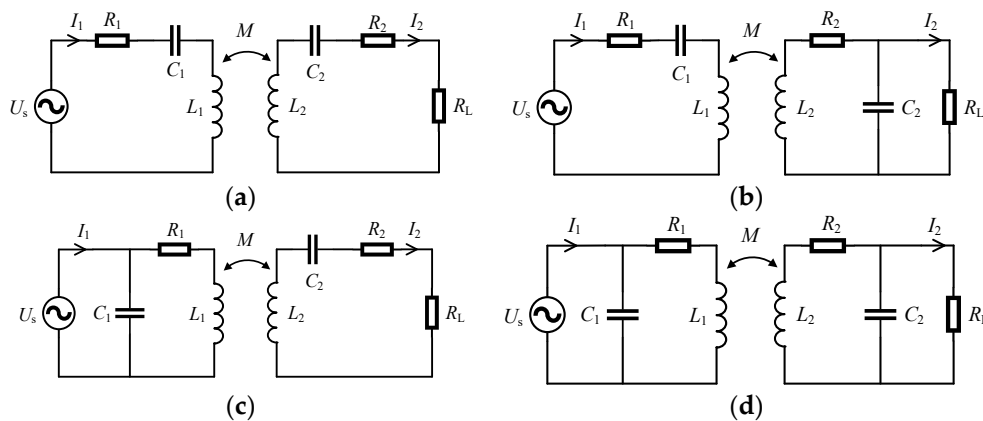 I1 R1 C1 M C2 R2 I2
Us L1 L2 RL
(a)
I1 R1 C1 M R2 I2
Us L1 L2 C2 RL
(b)
I1 R1 M C2 R2 I2
Us C1 L1 L2 RL
(c)
I1 R1 M R2 I2
Us C1 L1 L2 C2
(d)